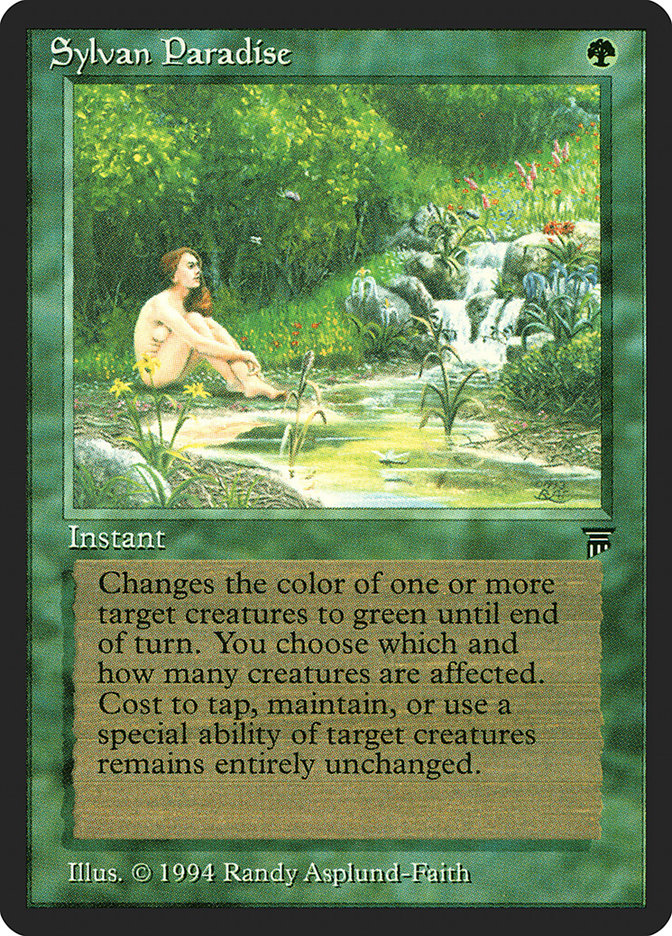 Sylvan Paradise
Instant
Changes the color of one or more
target creatures to green until end
of turn. You choose which and
how many creatures are affected.
Cost to tap, maintain, or use a
special ability of target creatures
remains entirely unchanged.
Illus. © 1994 Randy Asplund-Faith